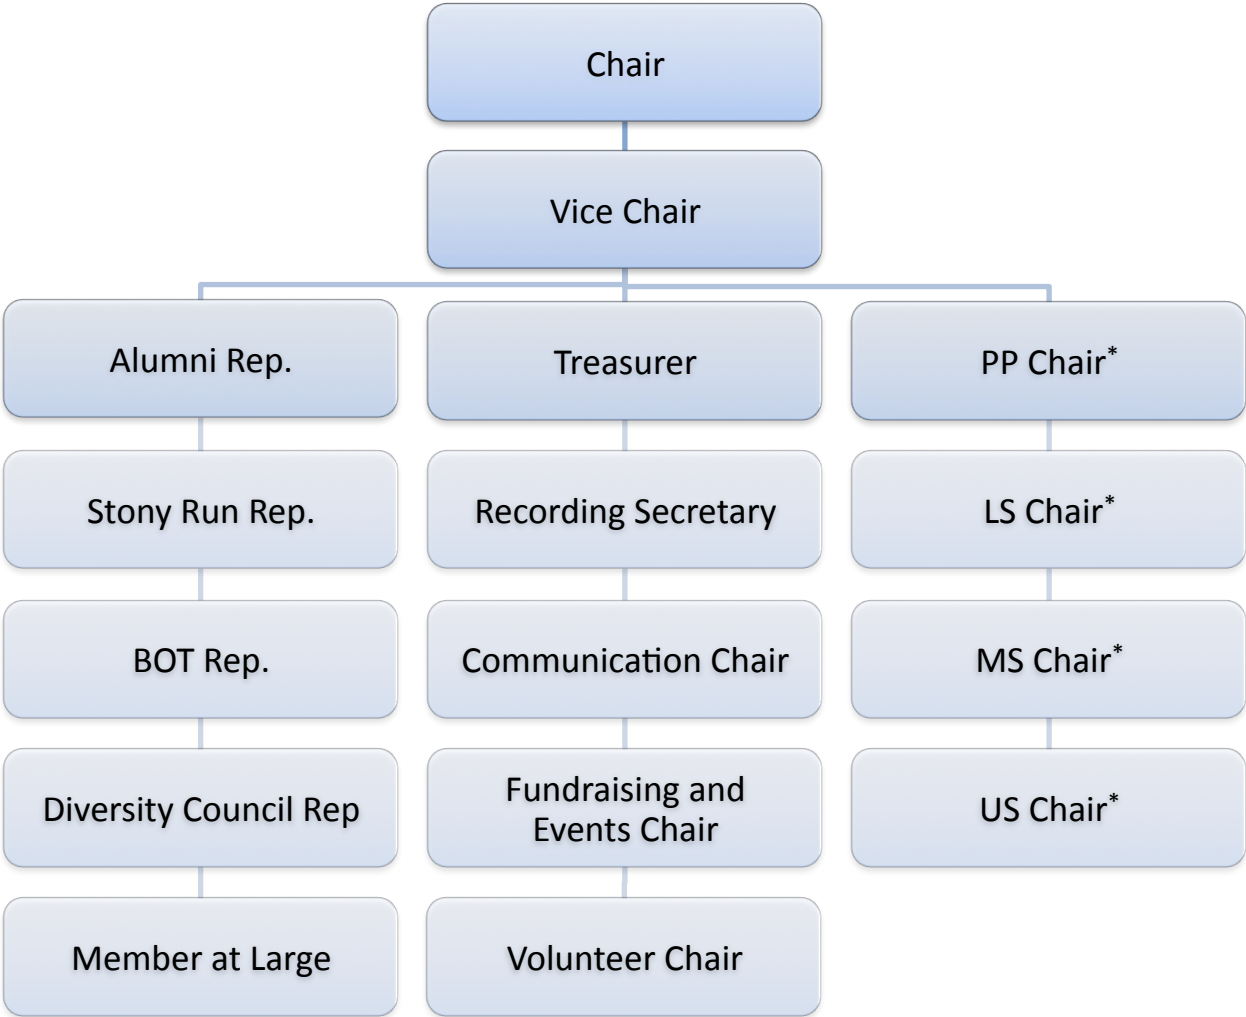 Chair
Vice Chair
Alumni Rep.
Treasurer
PP Chair*
Stony Run Rep.
Recording Secretary
LS Chair*
BOT Rep.
Communication Chair
MS Chair*
Diversity Council Rep
Fundraising and
Events Chair
US Chair*
Member at Large
Volunteer Chair